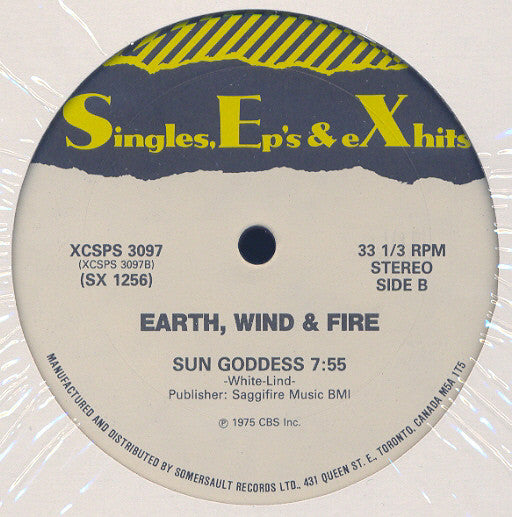 Singles, Ep's & eXhits
XCSPS 3097
(XCSPS 3097B)
(SX 1256)
33 1/3 RPM
STEREO
SIDE B
EARTH, WIND & FIRE
SUN GODDESS 7:55
-White-Lind-
Publisher: Saggifire Music BMI
℗ 1975 CBS Inc.
MANUFACTURED AND DISTRIBUTED BY SOMERSAULT RECORDS LTD., 431 QUEEN ST. E., TORONTO, CANADA M5A 1T5